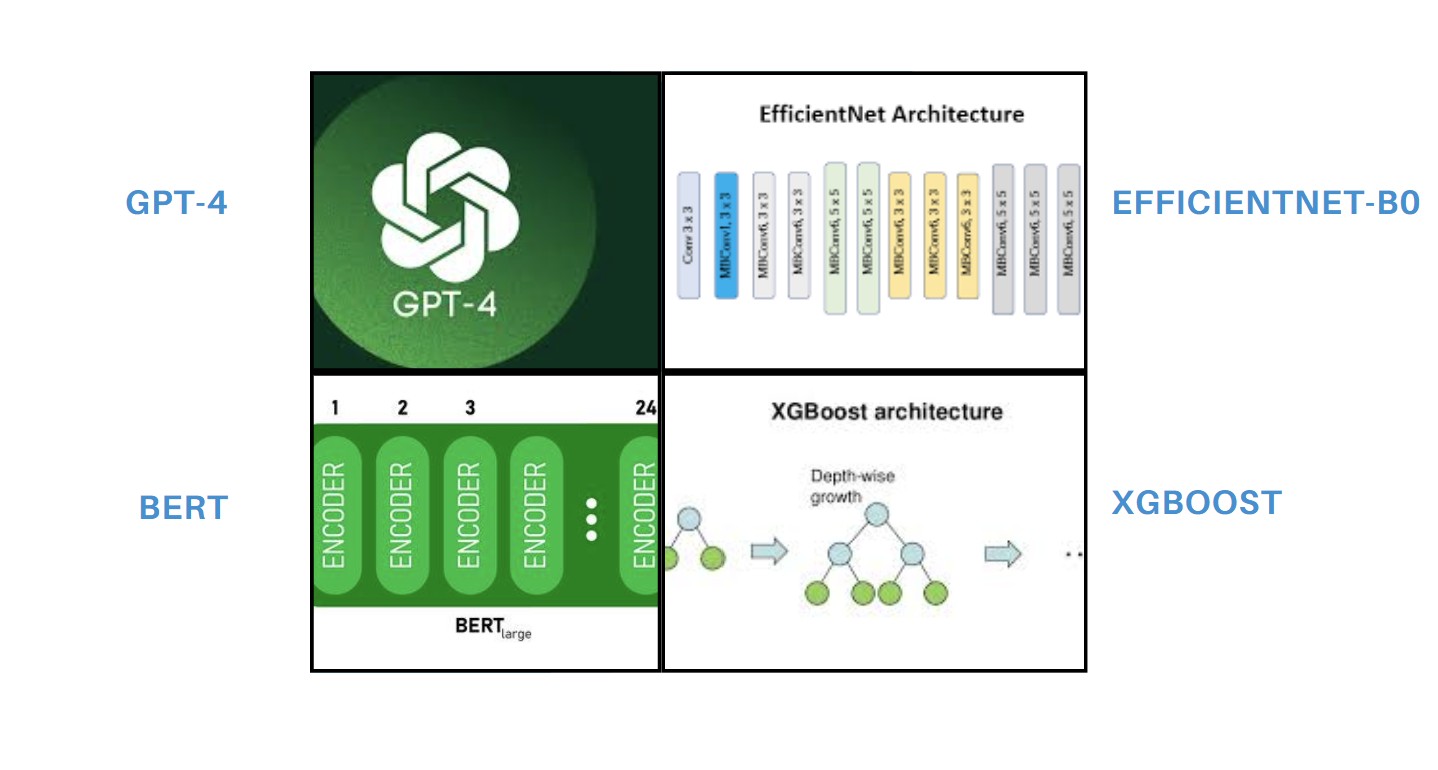 GPT-4
GPT-4
EfficientNet Architecture
Conv 3 x 3
MBConv1, 3 x 3
MBConv6, 3 x 3
MBConv6, 3 x 3
MBConv6, 5 x 5
MBConv6, 5 x 5
MBConv6, 3 x 3
MBConv6, 3 x 3
MBConv6, 3 x 3
MBConv6, 5 x 5
MBConv6, 5 x 5
MBConv6, 5 x 5
EFFICIENTNET-B0
BERT
1 2 3 24
ENCODER
ENCODER
ENCODER
ENCODER
ENCODER
BERT large
XGBoost architecture
Depth-wise
growth
XGBOOST